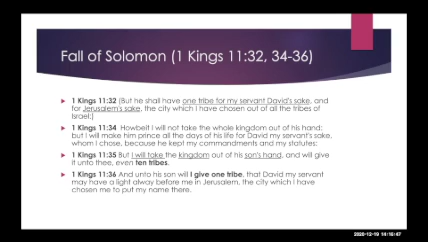 Fall of Solomon (1 Kings 11:32, 34-36)
1 Kings 11:32 (But he shall have one tribe for my servant David's sake, and
for Jerusalem's sake, the city which I have chosen out of all the tribes of
Israel:)
1 Kings 11:34 Howbeit I will not take the whole kingdom out of his hand:
but I will make him prince all the days of his life for David my servant's sake,
whom I chose, because he kept my commandments and my statutes:
1 Kings 11:35 But I will take the kingdom out of his son's hand, and will give
it unto thee, even ten tribes.
1 Kings 11:36 And unto his son will I give one tribe, that David my servant
may have a light alway before me in Jerusalem, the city which I have
chosen me to put my name there.
2020-12-19 14:15:47